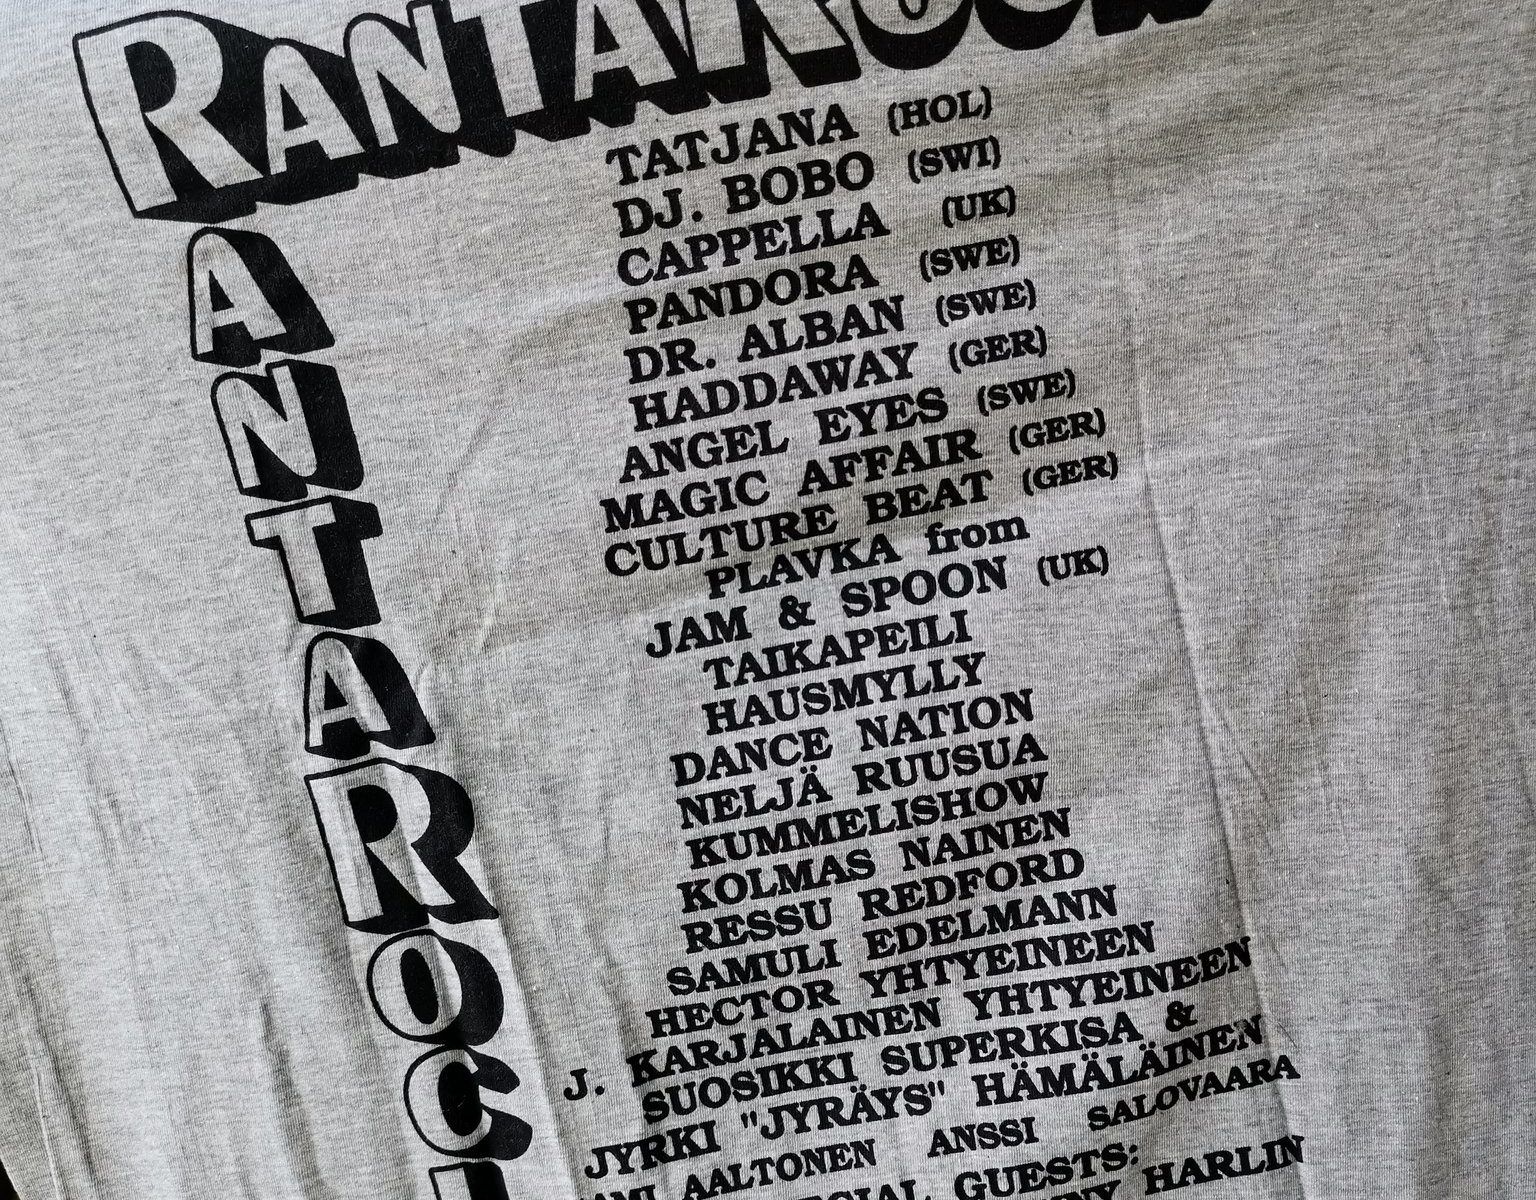 RANTAROCK
TATJANA (HOL)
DJ. BOBO (SWI)
CAPPELLA (UK)
PANDORA (SWE)
DR. ALBAN (SWE)
HADDAWAY (GER)
ANGEL EYES (SWE)
MAGIC AFFAIR (GER)
CULTURE BEAT (GER)
PLAVKA from
JAM & SPOON (UK)
TAIKAPEILI
HAUSMYLLY
DANCE NATION
NELJÄ RUUSUA
KUMMELISHOW
KOLMAS NAINEN
RESSU REDFORD
SAMULI EDELMANN
HECTOR YHTYEINEEN
J. KARJALAINEN YHTYEINEEN
SUOSIKKI SUPERKISA &
JYRKI "JYRÄYS" HÄMÄLÄINEN
AALTONEN ANSSI SALOVAARA
GUESTS:
HARLIN
ANTAROC